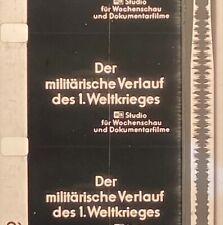 Studio
für Wochenschau
und Dokumentarfilme
Der
militärische Verlauf
des 1. Weltkrieges
Studio
für Wochenschau
und Dokumentarfilme
Der
militärische Verlauf
des 1. Weltkrieges